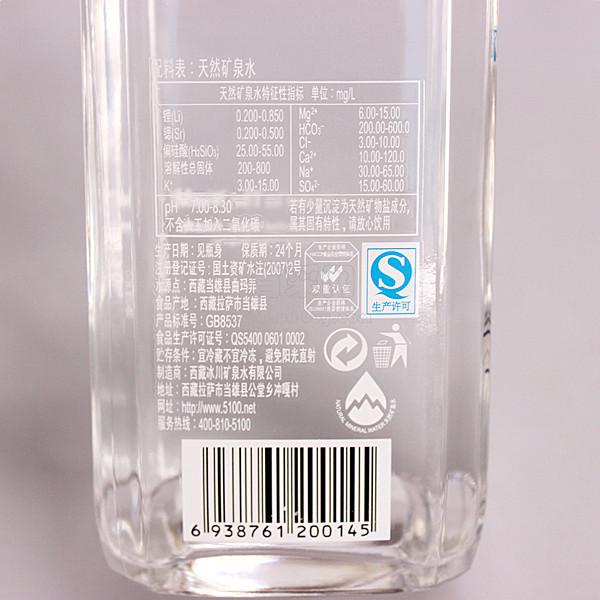 配料表：天然矿泉水
天然矿泉水特征性指标 单位：mg/L
锂(Li) 0.200-0.850
锶(Sr) 0.200-0.500
偏硅酸(H₂SiO₃) 25.00-55.00
溶解性总固体 200-800
K⁺ 3.00-15.00
Mg²⁺ 6.00-15.00
HCO₃⁻ 200.00-600.0
Cl⁻ 3.00-10.00
Ca²⁺ 10.00-120.0
Na⁺ 30.00-65.00
SO₄²⁻ 15.00-60.00
pH 7.00-8.30
不含人工加入二氧化碳
若有少量沉淀为天然矿物盐成分,
属其固有特性，请放心饮用
生产日期：见瓶身 保质期：24个月
注册登记证号：国土资矿水注(2007)2号
水源点：西藏当雄县曲玛弄
食品产地：西藏拉萨市当雄县
产品标准号：GB8537
食品生产许可证号：QS5400 0601 0002
贮存条件：宜冷藏不宜冷冻，避免阳光直射
制造商：西藏冰川矿泉水有限公司
地址：西藏拉萨市当雄县公堂乡冲嘎村
网址：http://www.5100.net
服务热线：400-810-5100
双重认证
QS
生产许可
NATURAL MINERAL WATER
6 938761 200145